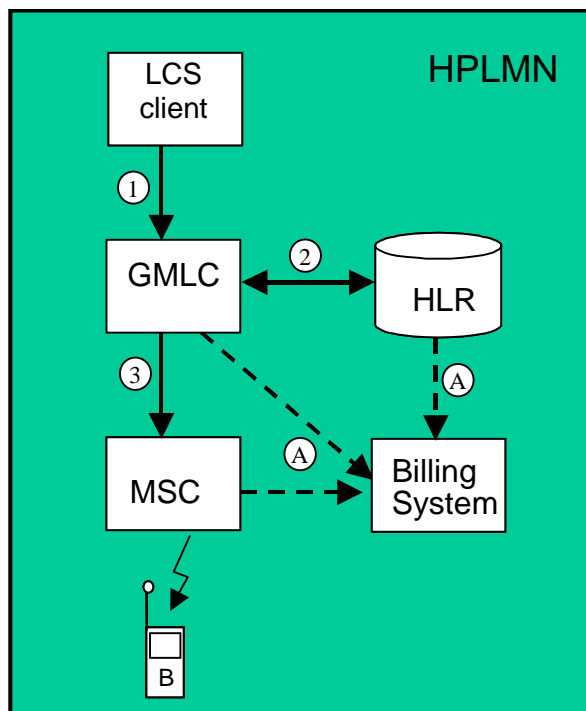 LCS
client
HPLMN
1
GMLC
2
HLR
3
A
A
MSC
Billing
System
B